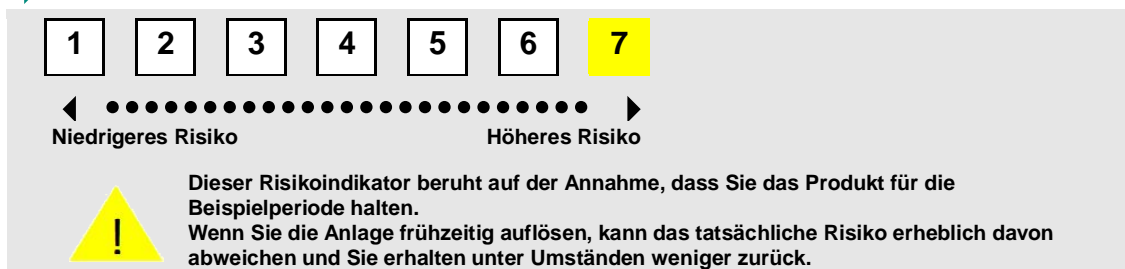 1 2 3 4 5 6 7
Niedrigeres Risiko Höheres Risiko
Dieser Risikoindikator beruht auf der Annahme, dass Sie das Produkt für die
Beispielperiode halten.
! Wenn Sie die Anlage frühzeitig auflösen, kann das tatsächliche Risiko erheblich davon
abweichen und Sie erhalten unter Umständen weniger zurück.